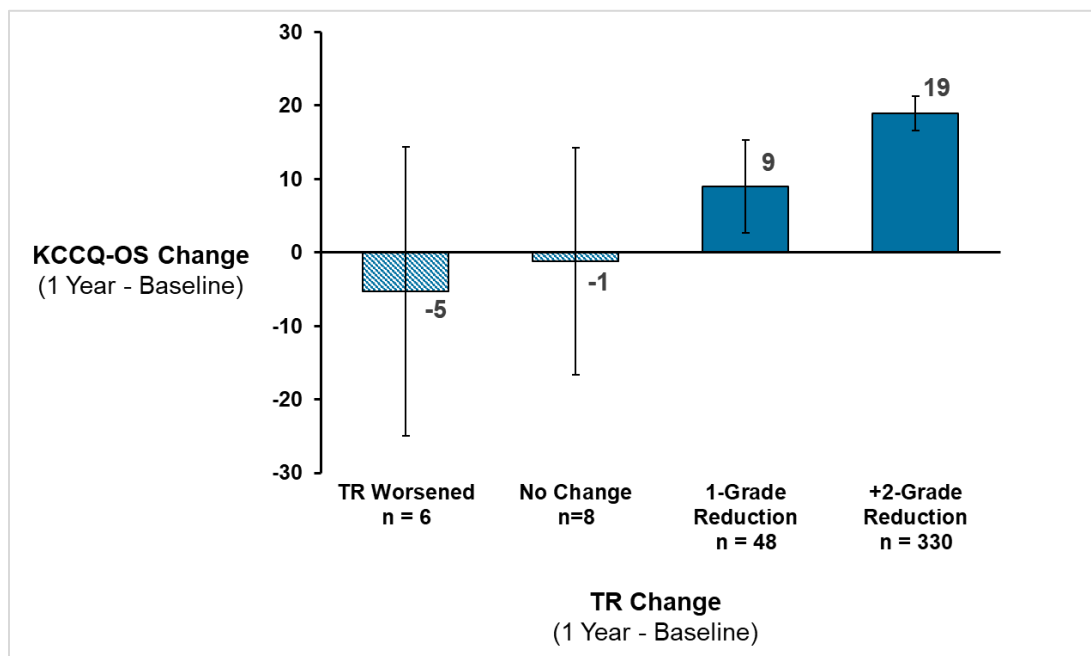 30
20
10
0
-10
-20
-30
KCCQ-OS Change
(1 Year - Baseline)
-5
-1
9
19
TR Worsened
n = 6
No Change
n=8
1-Grade
Reduction
n = 48
+2-Grade
Reduction
n = 330
TR Change
(1 Year - Baseline)